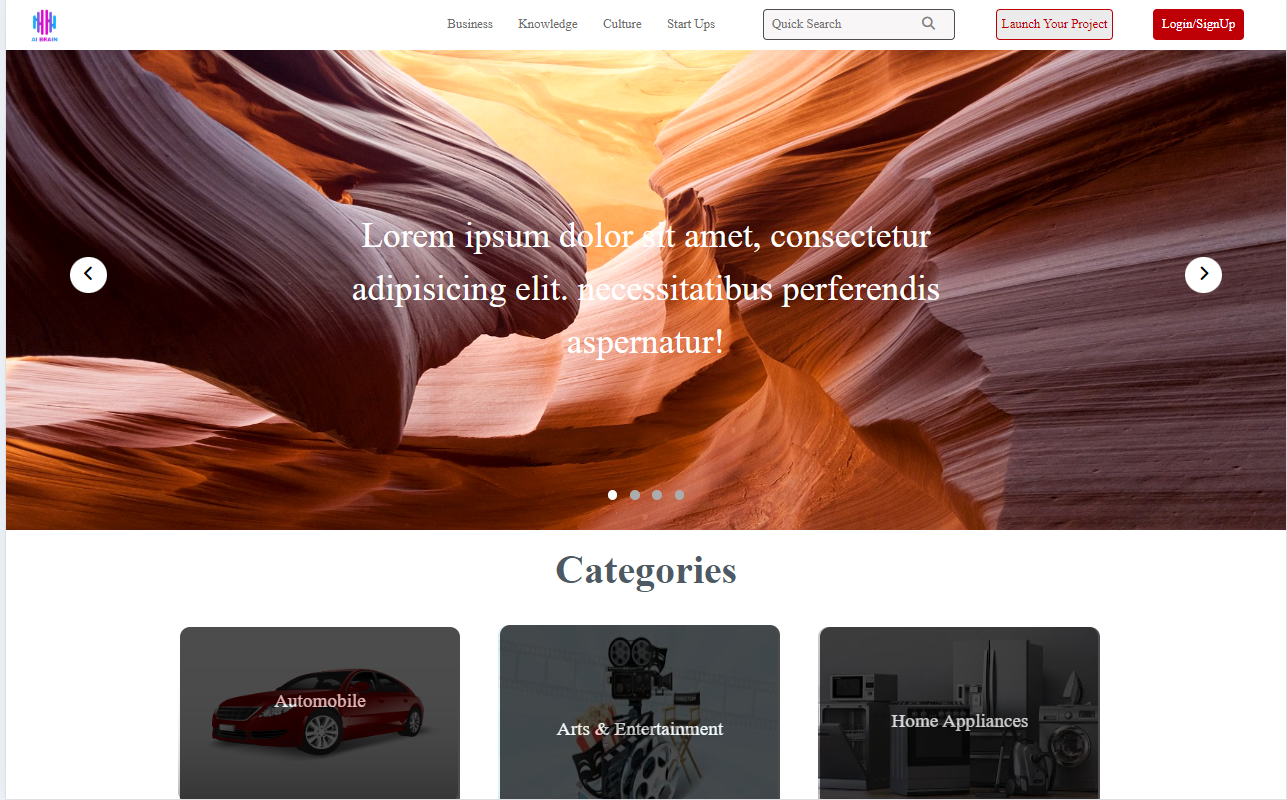 AI BRAIN
Business Knowledge Culture Start Ups Quick Search Launch Your Project Login/SignUp
Lorem ipsum dolor sit amet, consectetur
adipisicing elit. necessitatibus perferendis
aspernatur!
Categories
Automobile
Arts & Entertainment
Home Appliances